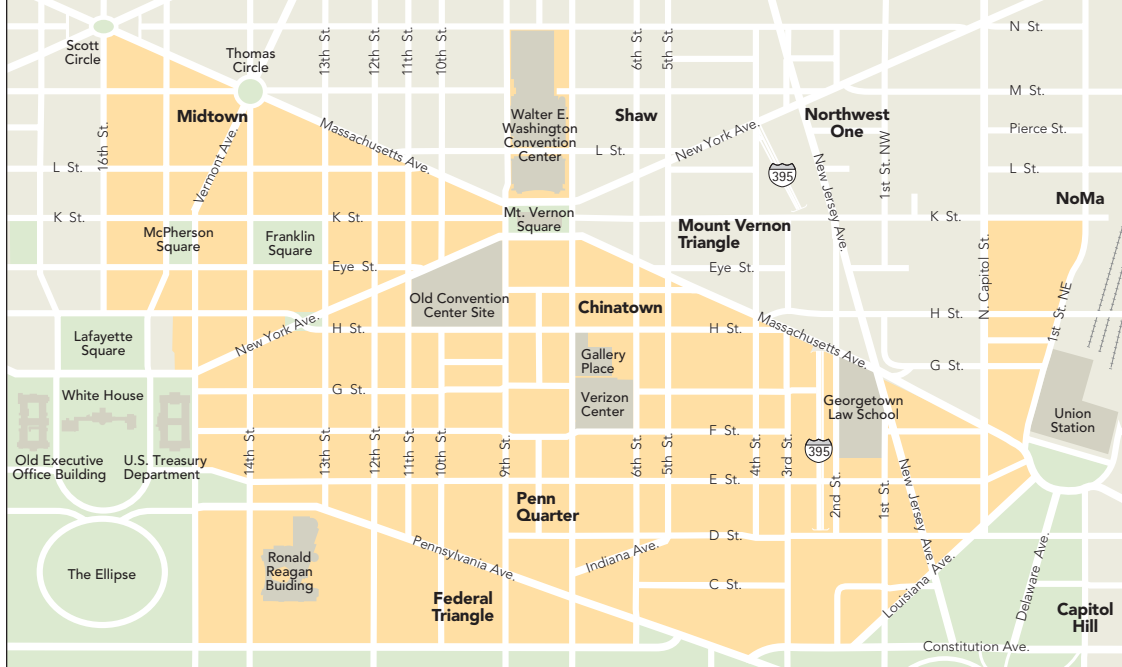 N St.
Scott
Circle
Thomas
Circle
13th St.
12th St.
11th St.
10th St.
6th St.
5th St.
M St.
Midtown
Massachusetts Ave.
Walter E.
Washington
Convention
Center
Shaw
New York Ave.
Northwest
One
Pierce St.
16th St.
Vermont Ave.
L St.
L St.
395
New Jersey Ave.
1st St. NW
L St.
NoMa
K St.
K St.
Mt. Vernon
Square
K St.
McPherson
Square
Franklin
Square
Mount Vernon
Triangle
Eye St.
Eye St.
N. Capitol St.
1st St. NE
Old Convention
Center Site
Chinatown
Lafayette
Square
New York Ave.
H St.
H St.
Massachusetts Ave.
H St.
Gallery
Place
G St.
White House
G St.
Verizon
Center
Georgetown
Law School
Union
Station
F St.
395
Old Executive
Office Building
U.S. Treasury
Department
14th St.
13th St.
12th St.
11th St.
10th St.
9th St.
6th St.
5th St.
4th St.
3rd St.
2nd St.
1st St.
New Jersey Ave.
E St.
Penn
Quarter
D St.
Pennsylvania Ave.
Indiana Ave.
Ronald
Reagan
Buiding
The Ellipse
C St.
Louisiana Ave.
Delaware Ave.
Federal
Triangle
Capitol
Hill
Constitution Ave.